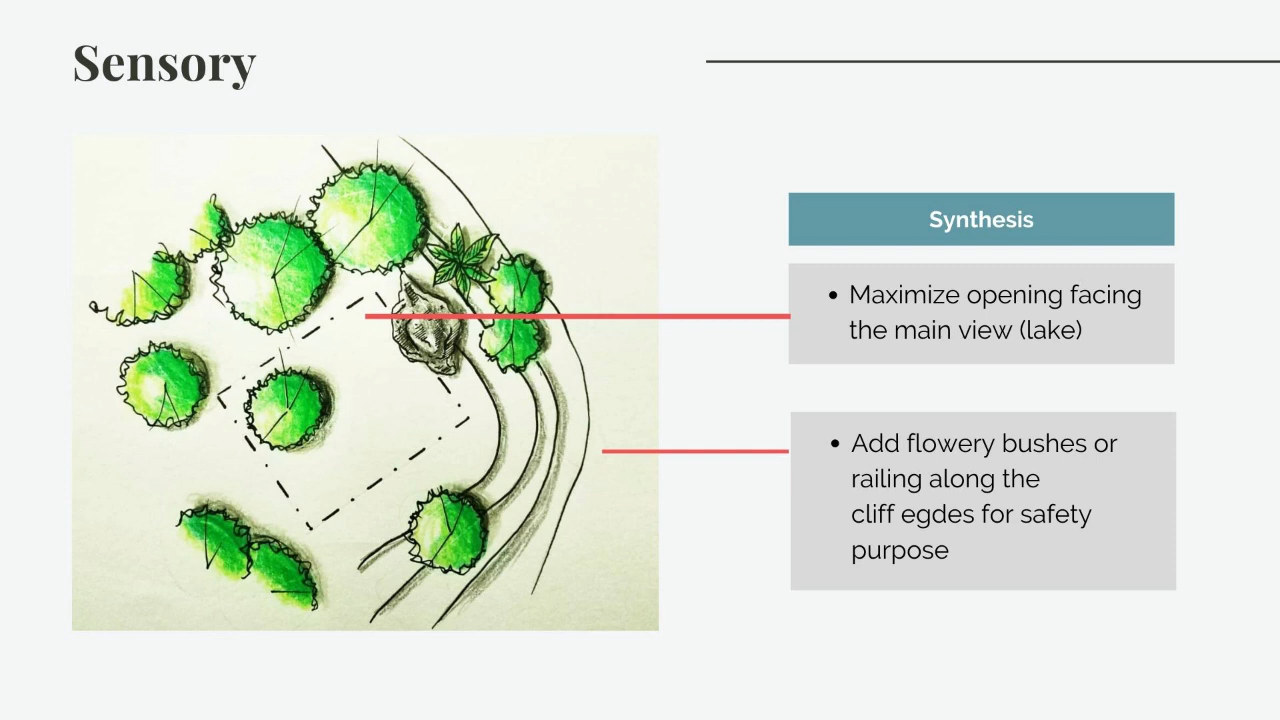 Sensory
Synthesis
• Maximize opening facing
the main view (lake)
• Add flowery bushes or
railing along the
cliff egdes for safety
purpose